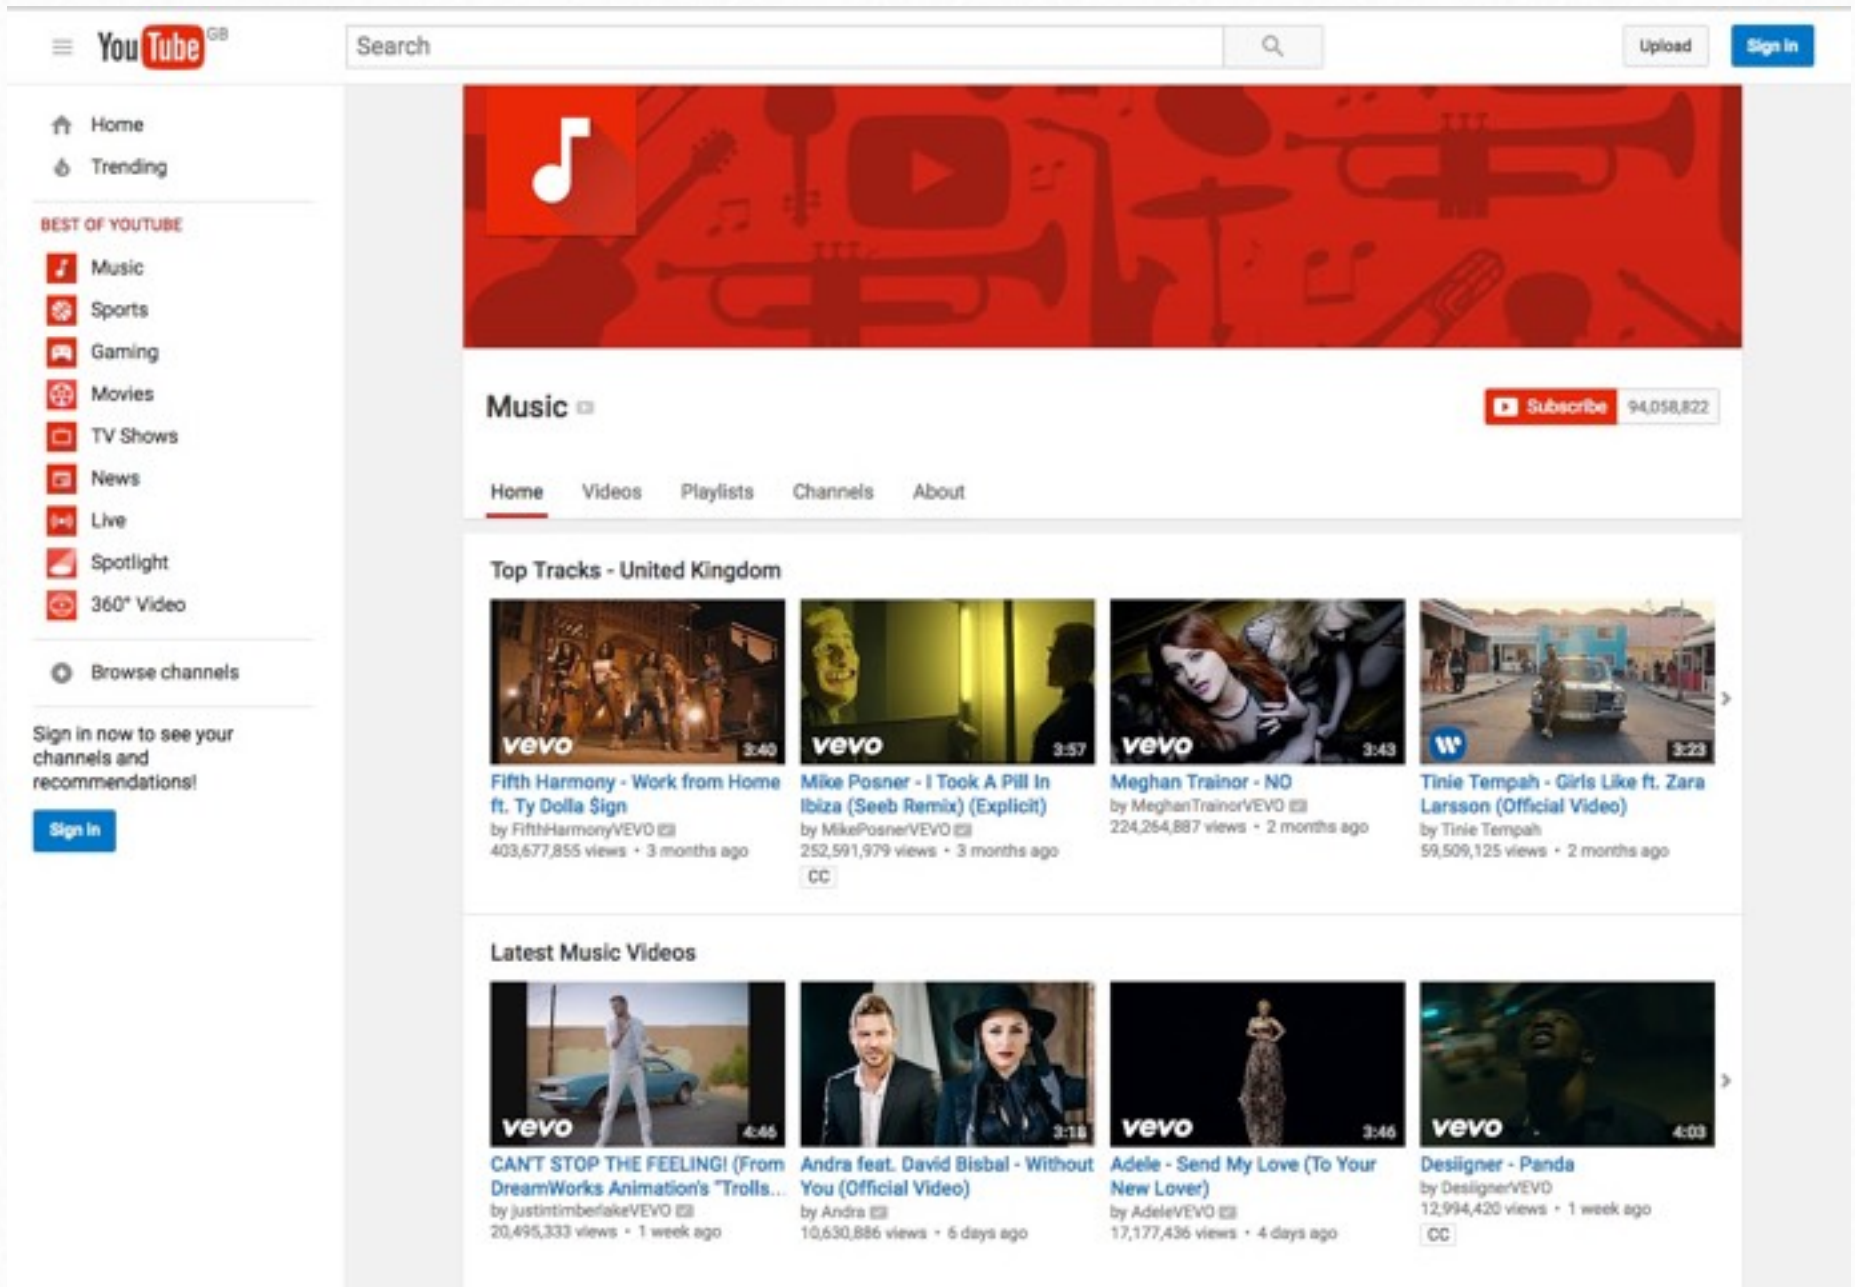 YouTube GB
Search
Upload
Sign in
Home
Trending
BEST OF YOUTUBE
Music
Sports
Gaming
Movies
TV Shows
News
Live
Spotlight
360° Video
Browse channels
Sign in now to see your
channels and
recommendations!
Sign in
Music
Subscribe 94,058,822
Home Videos Playlists Channels About
Top Tracks - United Kingdom
vevo 3:40
Fifth Harmony - Work from Home
ft. Ty Dolla $ign
by FifthHarmonyVEVO
403,677,855 views • 3 months ago
vevo 3:57
Mike Posner - I Took A Pill In
Ibiza (Seeb Remix) (Explicit)
by MikePosnerVEVO
252,591,979 views • 3 months ago
CC
vevo 3:43
Meghan Trainor - NO
by MeghanTrainorVEVO
224,264,887 views • 2 months ago
3:23
Tinie Tempah - Girls Like ft. Zara
Larsson (Official Video)
by Tinie Tempah
59,509,125 views • 2 months ago
Latest Music Videos
vevo 4:46
CAN'T STOP THE FEELING! (From
DreamWorks Animation's "Trolls...
by justintimberlakeVEVO
20,495,333 views • 1 week ago
3:18
Andra feat. David Bisbal - Without
You (Official Video)
by Andra
10,630,886 views • 6 days ago
vevo 3:46
Adele - Send My Love (To Your
New Lover)
by AdeleVEVO
17,177,436 views • 4 days ago
vevo 4:03
Desiigner - Panda
by DesiignerVEVO
12,994,420 views • 1 week ago
CC